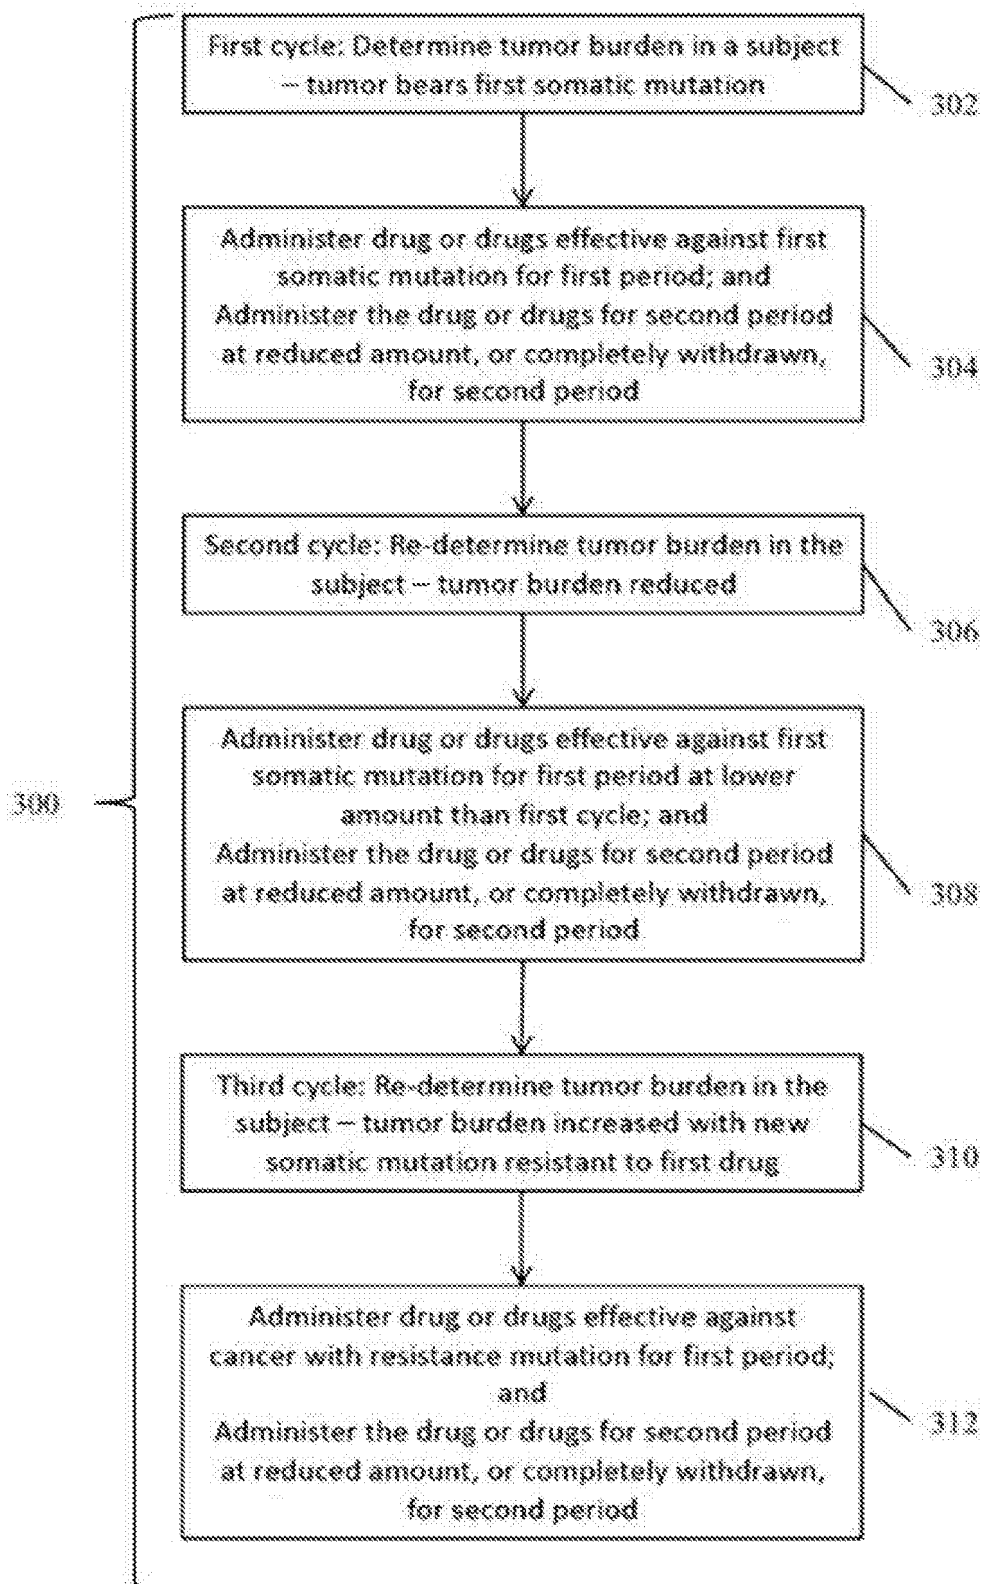 First cycle: Determine tumor burden in a subject
– tumor bears first somatic mutation
302
Administer drug or drugs effective against first
somatic mutation for first period; and
Administer the drug or drugs for second period
at reduced amount, or completely withdrawn,
for second period
304
Second cycle: Re-determine tumor burden in the
subject – tumor burden reduced
306
Administer drug or drugs effective against first
somatic mutation for first period at lower
amount than first cycle; and
Administer the drug or drugs for second period
at reduced amount, or completely withdrawn,
for second period
308
300
Third cycle: Re-determine tumor burden in the
subject – tumor burden increased with new
somatic mutation resistant to first drug
310
Administer drug or drugs effective against
cancer with resistance mutation for first period;
and
Administer the drug or drugs for second period
at reduced amount, or completely withdrawn,
for second period
312